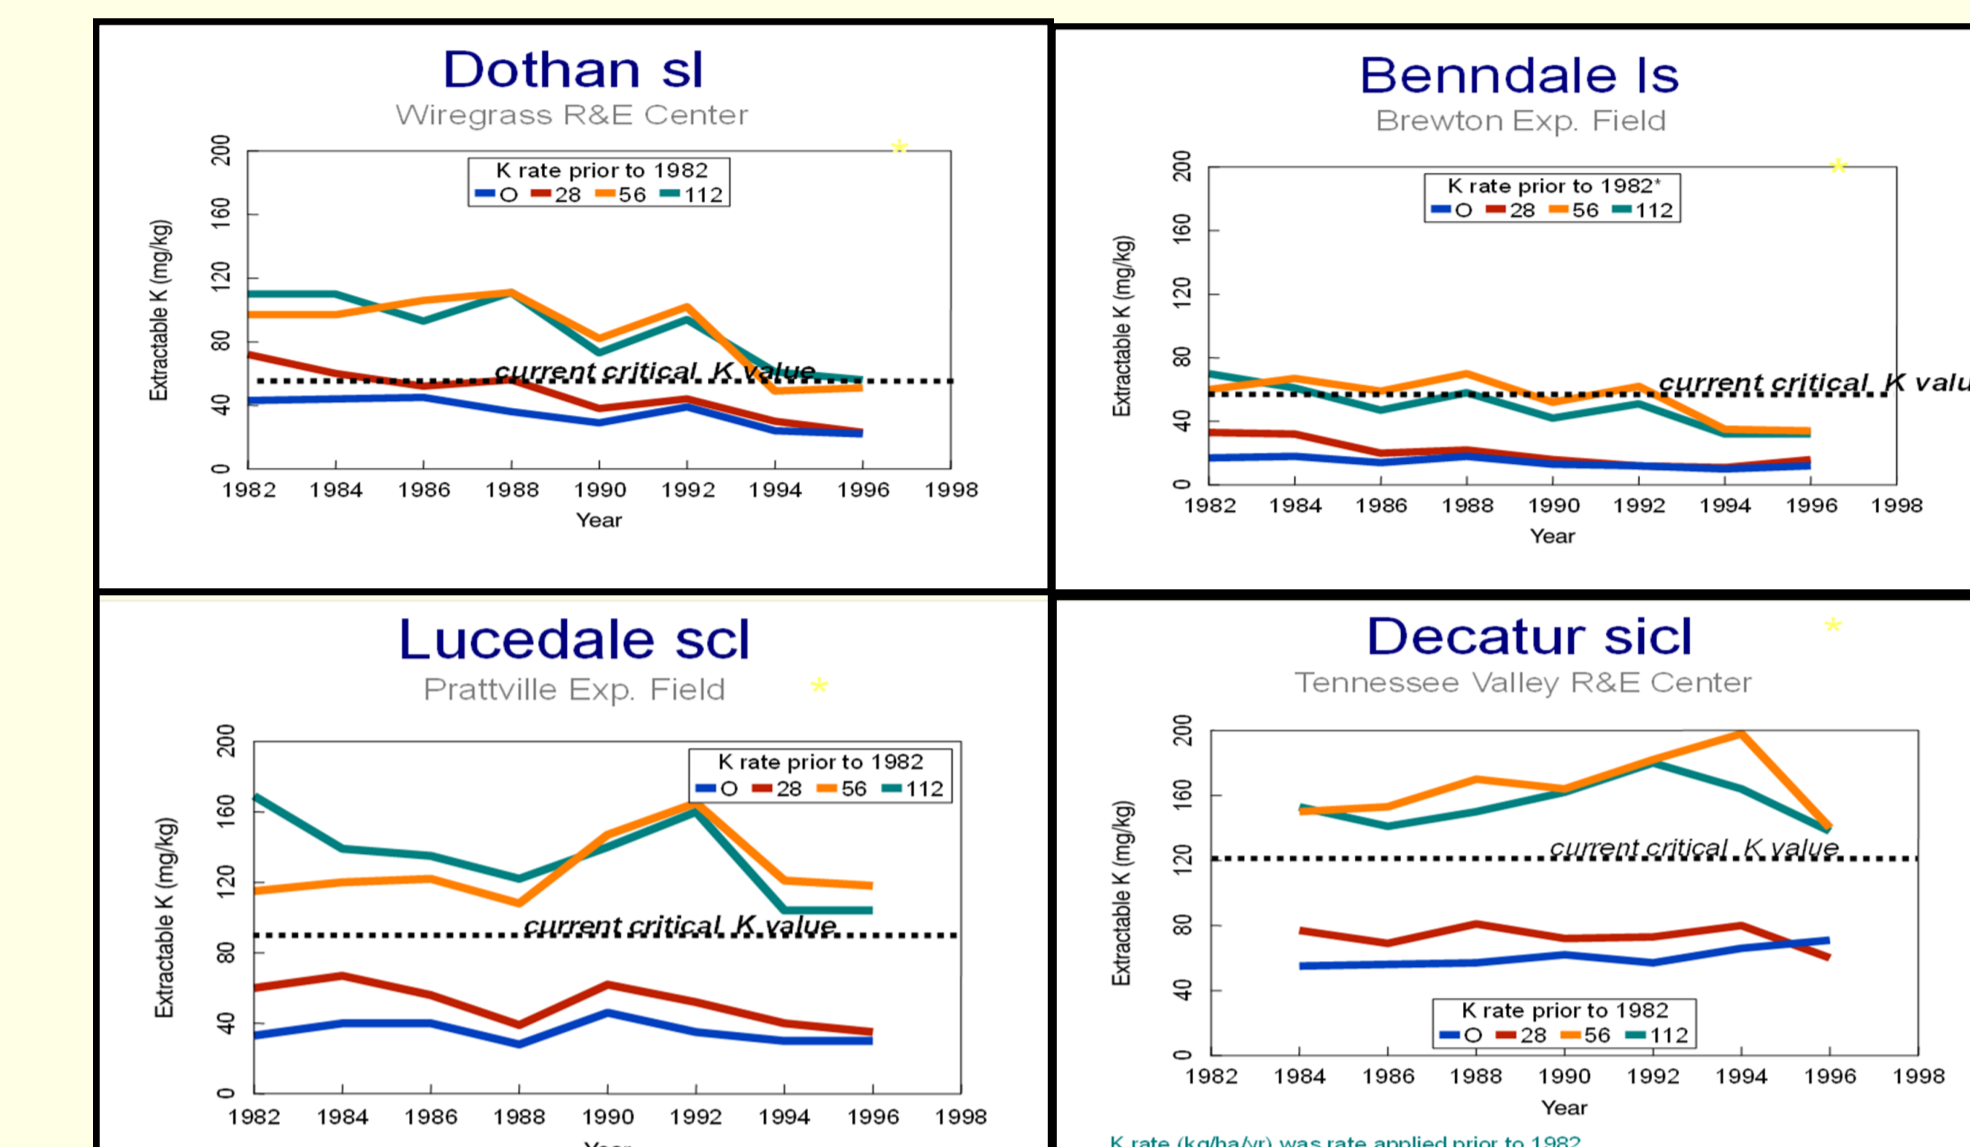 Dothan sl
Wiregrass R&E Center
*
K rate prior to 1982
O 28 56 112
Extractable K (mg/kg)
200
160
120
80
40
0
current critical K value
1982 1984 1986 1988 1990 1992 1994 1996 1998
Year
Benndale ls
Brewton Exp. Field
*
K rate prior to 1982*
O 28 56 112
Extractable K (mg/kg)
200
160
120
80
40
0
current critical K valu
1982 1984 1986 1988 1990 1992 1994 1996 1998
Year
Lucedale scl
Prattville Exp. Field *
K rate prior to 1982
O 28 56 112
Extractable K (mg/kg)
200
160
120
80
40
0
current critical K value
1982 1984 1986 1988 1990 1992 1994 1996 1998
Year
Decatur sicl *
Tennessee Valley R&E Center
Extractable K (mg/kg)
200
160
120
80
40
0
current critical K value
K rate prior to 1982
O 28 56 112
1982 1984 1986 1988 1990 1992 1994 1996 1998
Year
K rate (kg/ha/yr) was rate applied prior to 1982